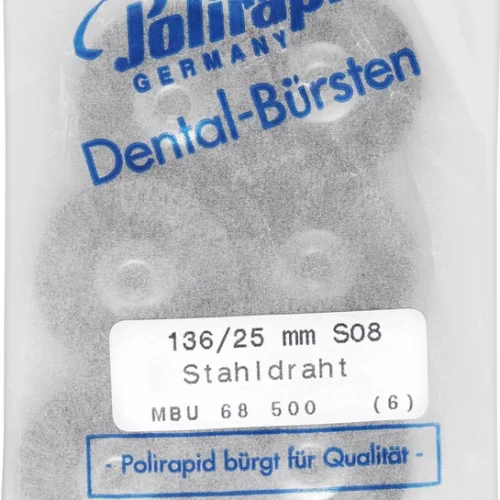 Polirapid
GERMANY
Dental-Bürsten
136/25 mm S08
Stahldraht
MBU 68 500 (6)
- Polirapid bürgt für Qualität -